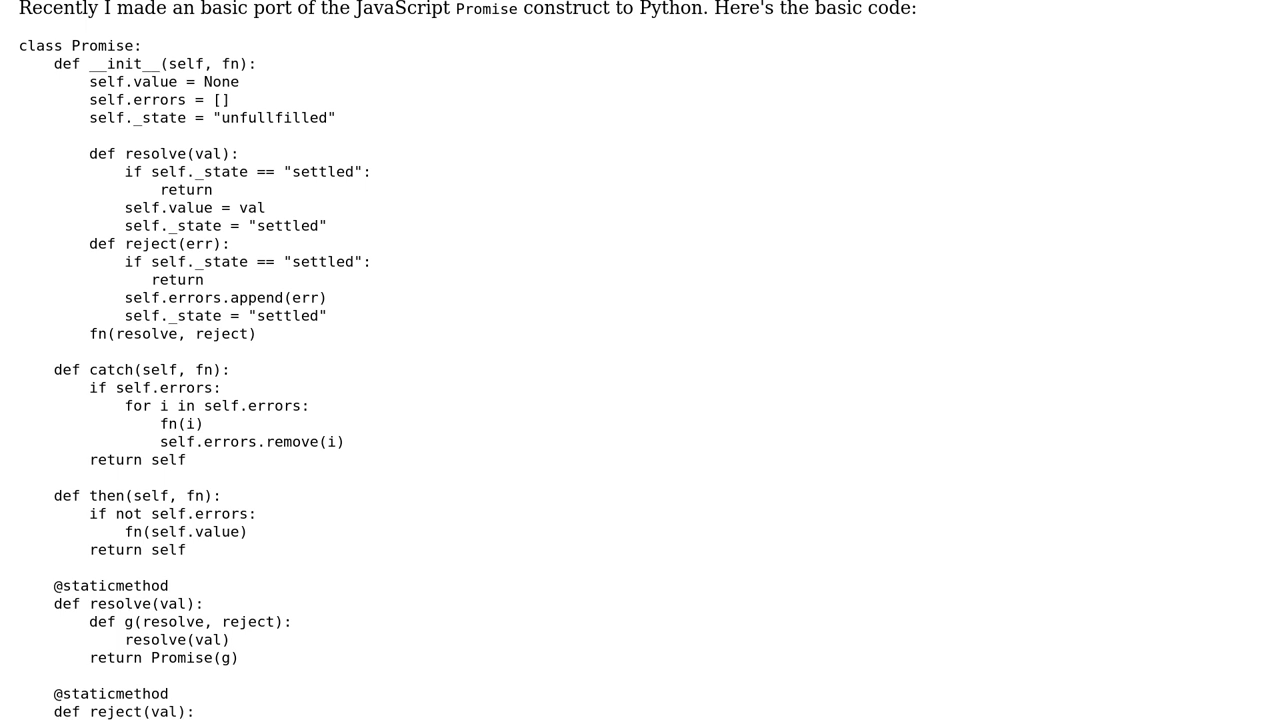 Recently I made an basic port of the JavaScript Promise construct to Python. Here's the basic code:
class Promise:
    def __init__(self, fn):
        self.value = None
        self.errors = []
        self._state = "unfullfilled"

        def resolve(val):
            if self._state == "settled":
                return
            self.value = val
            self._state = "settled"
        def reject(err):
            if self._state == "settled":
               return
            self.errors.append(err)
            self._state = "settled"
        fn(resolve, reject)

    def catch(self, fn):
        if self.errors:
            for i in self.errors:
                fn(i)
                self.errors.remove(i)
        return self

    def then(self, fn):
        if not self.errors:
            fn(self.value)
        return self

    @staticmethod
    def resolve(val):
        def g(resolve, reject):
            resolve(val)
        return Promise(g)

    @staticmethod
    def reject(val):